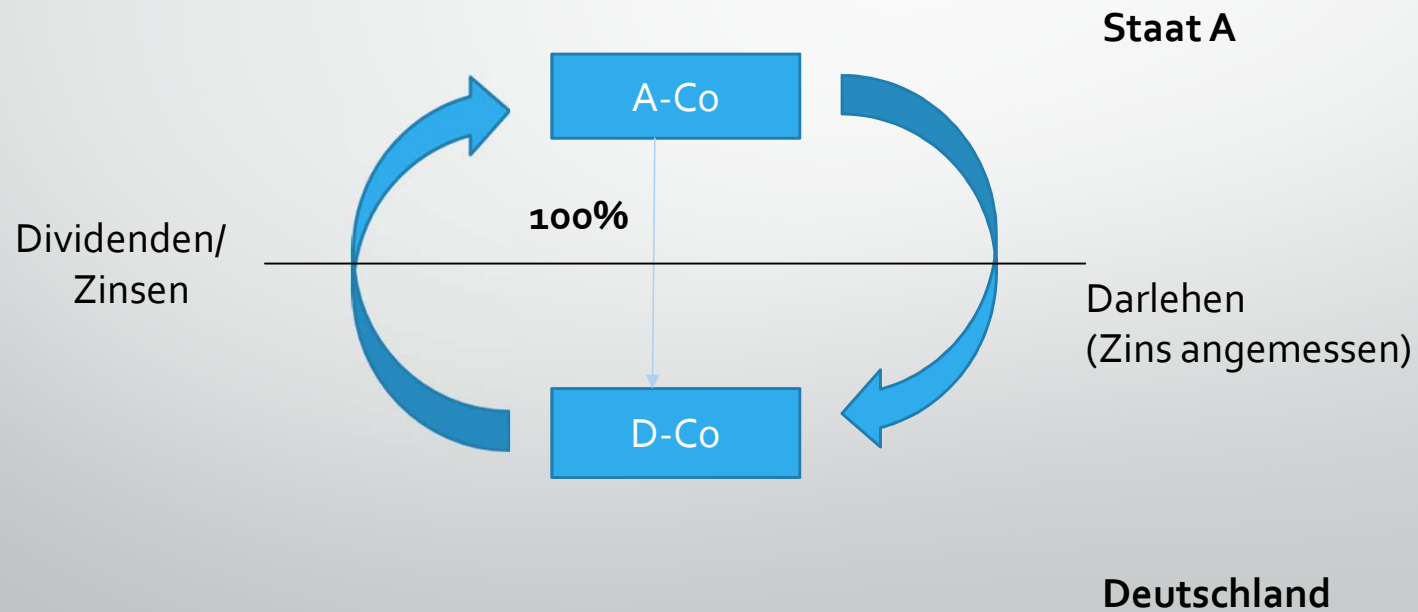 Staat A
A-Co
100%
Dividenden/
Zinsen
Darlehen
(Zins angemessen)
D-Co
Deutschland